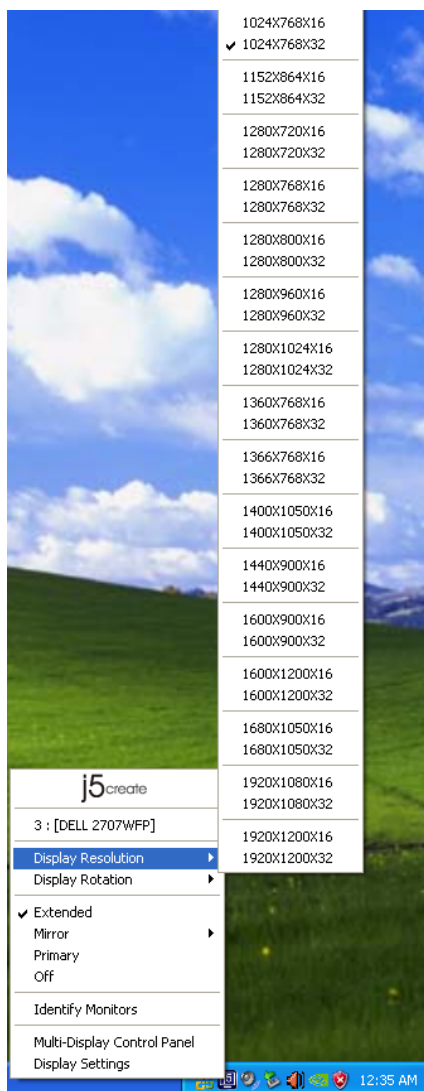 1024X768X16
1024X768X32
1152X864X16
1152X864X32
1280X720X16
1280X720X32
1280X768X16
1280X768X32
1280X800X16
1280X800X32
1280X960X16
1280X960X32
1280X1024X16
1280X1024X32
1360X768X16
1360X768X32
1366X768X16
1366X768X32
1400X1050X16
1400X1050X32
1440X900X16
1440X900X32
1600X900X16
1600X900X32
1600X1200X16
1600X1200X32
1680X1050X16
1680X1050X32
1920X1080X16
1920X1080X32
1920X1200X16
1920X1200X32
j5create
3 : [DELL 2707WFP]
Display Resolution
Display Rotation
Extended
Mirror
Primary
Off
Identify Monitors
Multi-Display Control Panel
Display Settings
12:35 AM